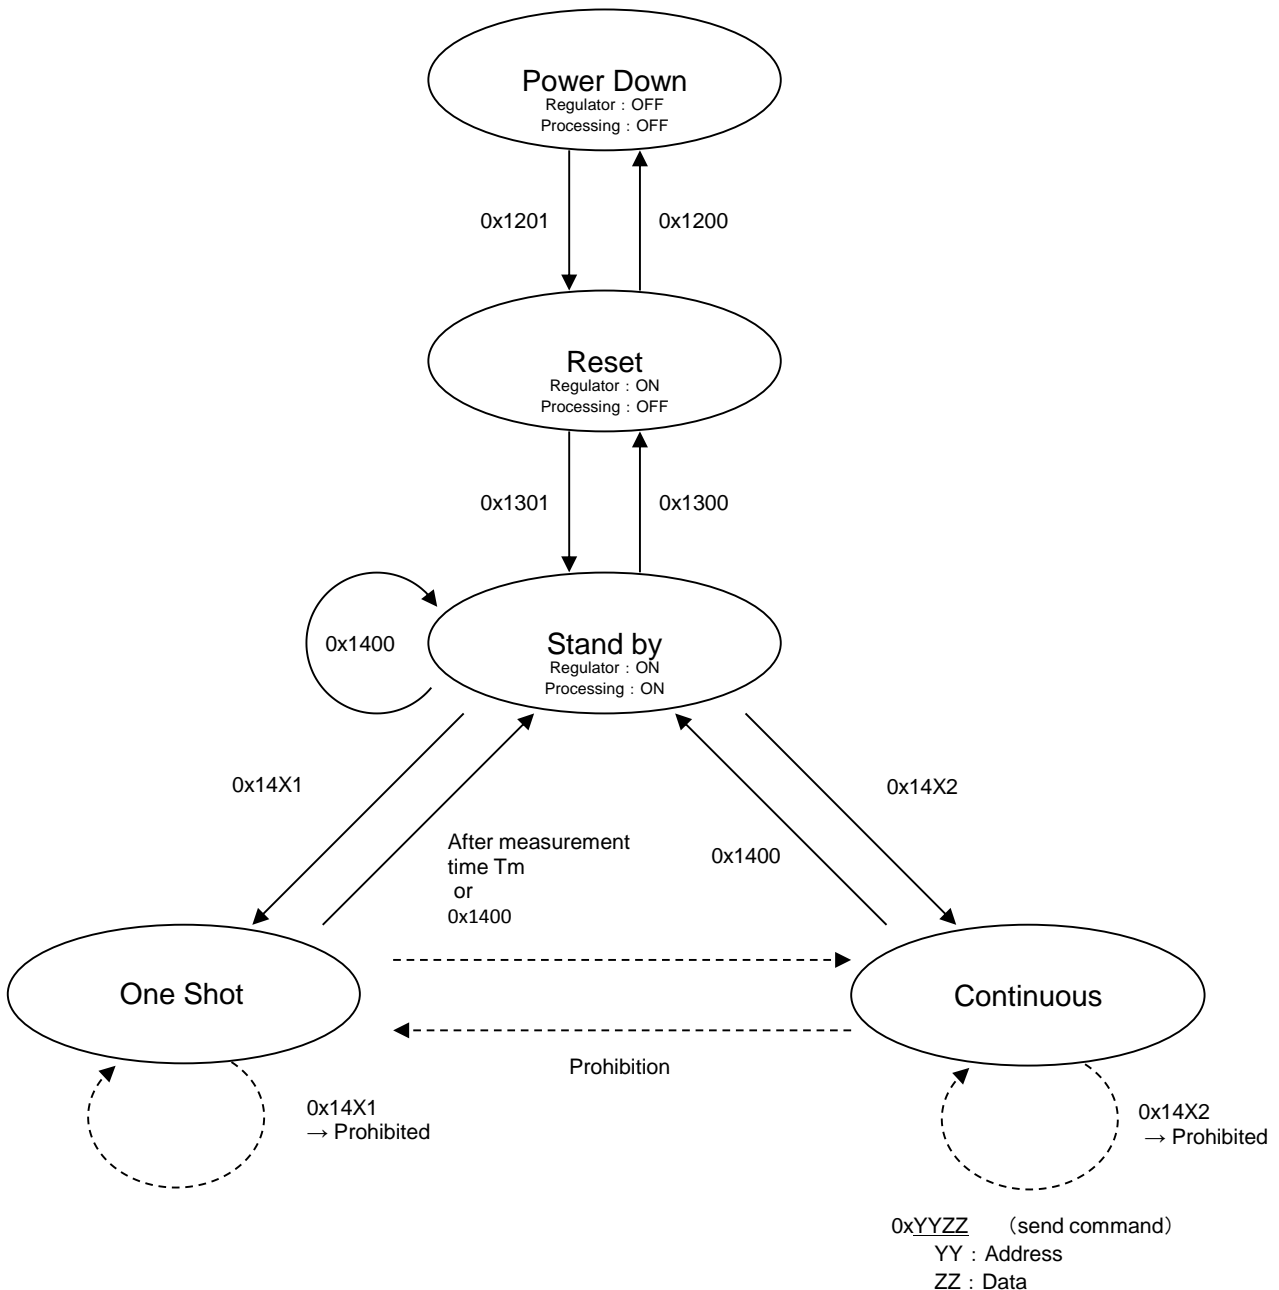 Power Down
Regulator : OFF
Processing : OFF
0x1201
0x1200
Reset
Regulator : ON
Processing : OFF
0x1301
0x1300
0x1400
Stand by
Regulator : ON
Processing : ON
0x14X1
0x14X2
After measurement
time Tm
or
0x1400
0x1400
One Shot
Continuous
Prohibition
0x14X1
→ Prohibited
0x14X2
→ Prohibited
0xYYZZ (send command)
YY : Address
ZZ : Data